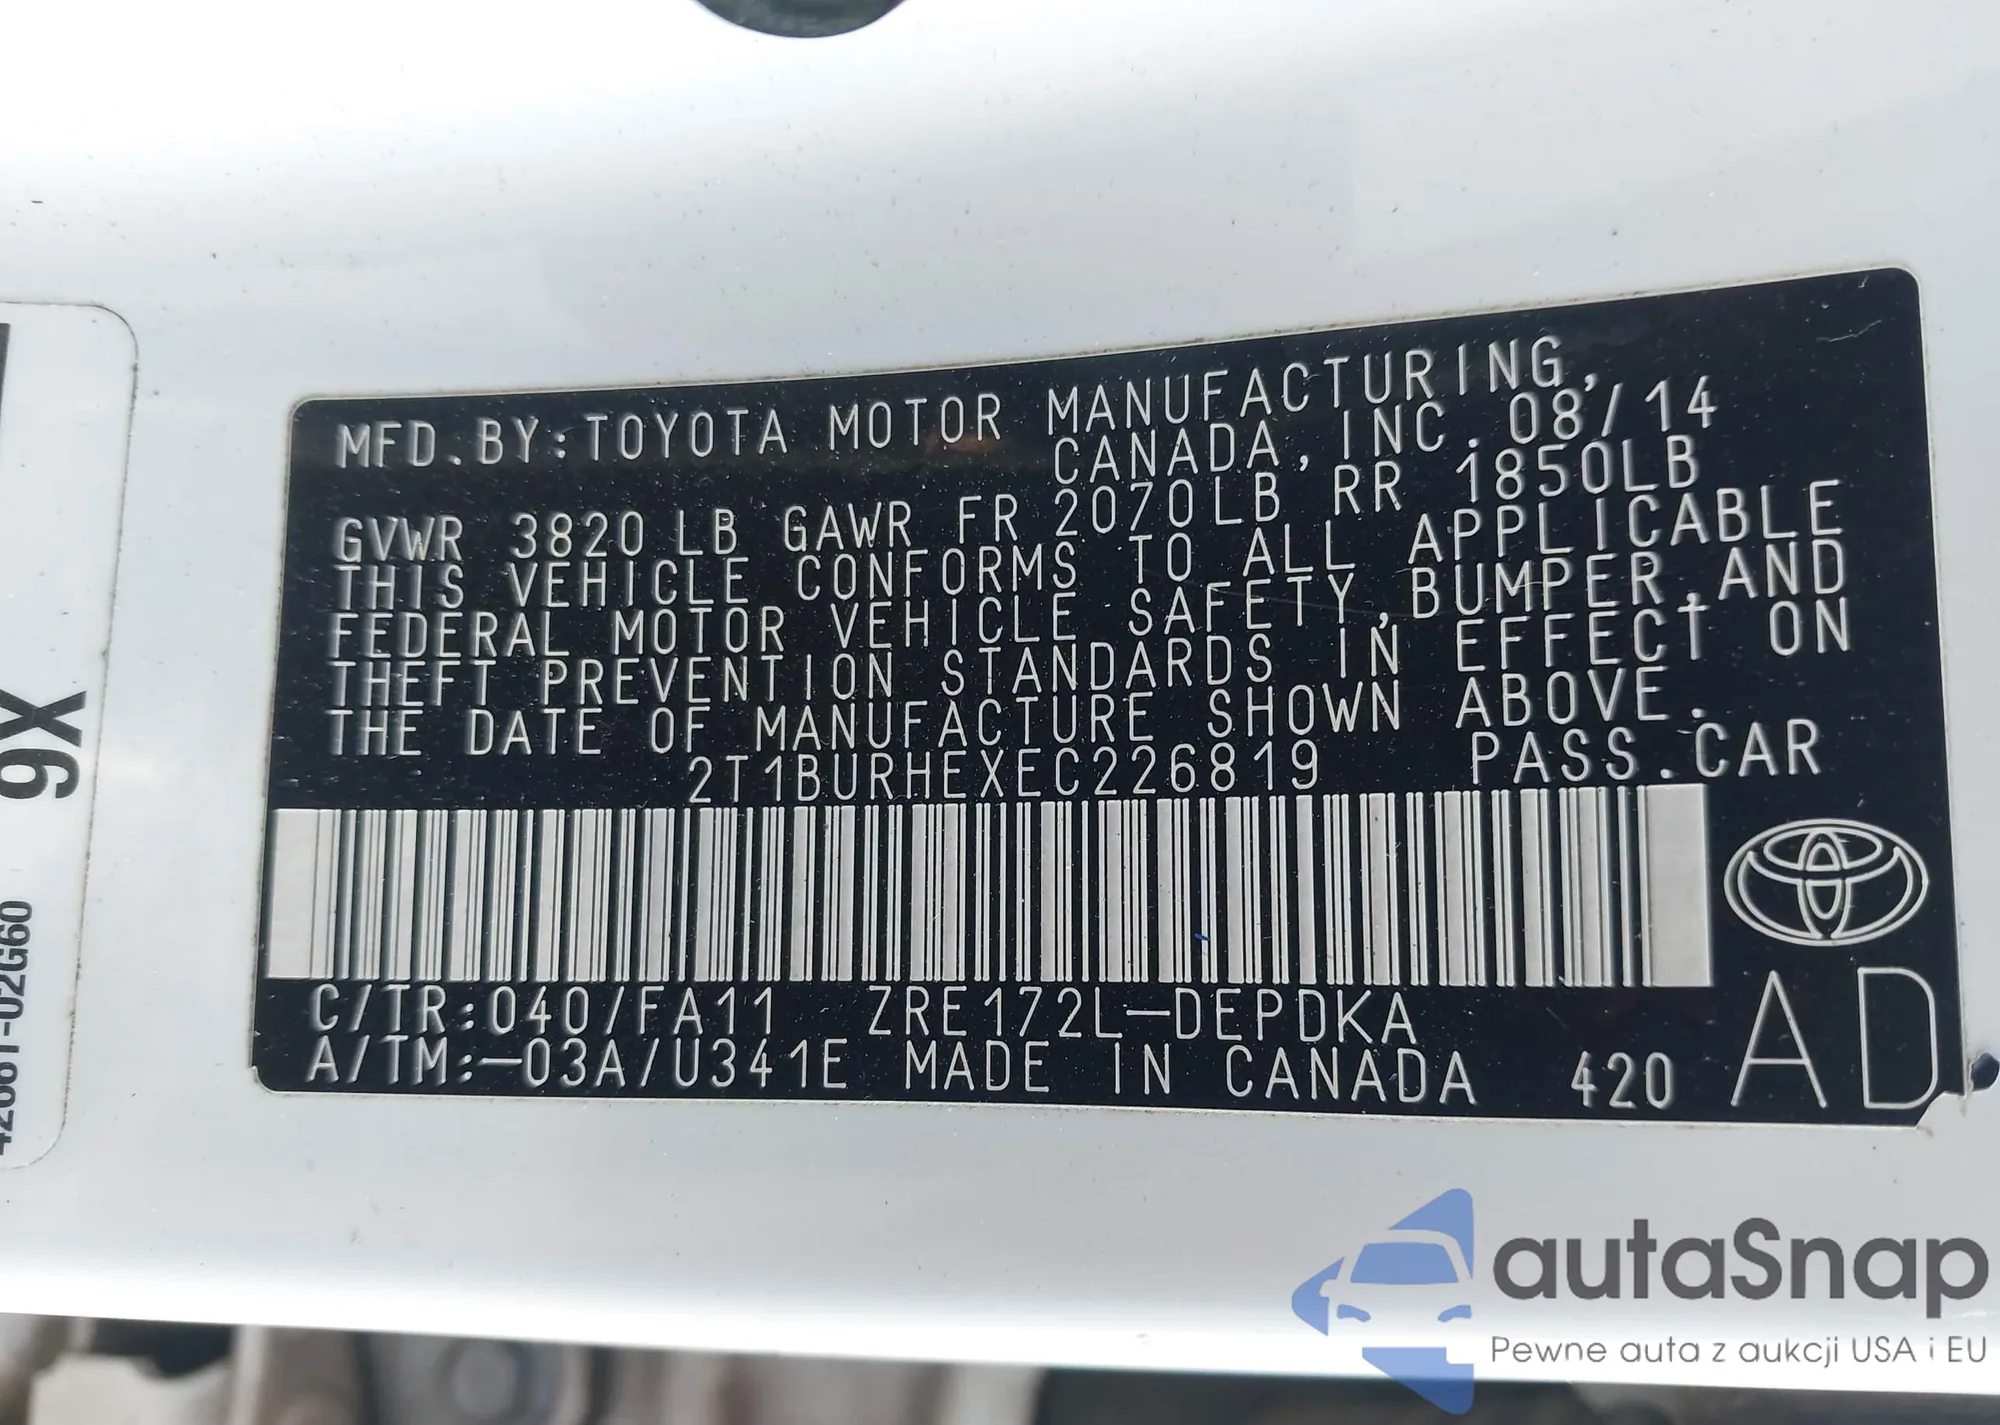 MFD.BY:TOYOTA MOTOR MANUFACTURING,
CANADA, INC. 08/14
GVWR 3820 LB GAWR FR 2070LB RR 1850LB
THIS VEHICLE CONFORMS TO ALL APPLICABLE
FEDERAL MOTOR VEHICLE SAFETY, BUMPER, AND
THEFT PREVENTION STANDARDS IN EFFECT ON
THE DATE OF MANUFACTURE SHOWN ABOVE.
2T1BURHEXEC226819 PASS.CAR
C/TR:040/FA11 ZRE172L-DEPDKA
A/TM:-03A/U341E MADE IN CANADA 420 AD
9X
autaSnap
Pewne auta z aukcji USA i EU